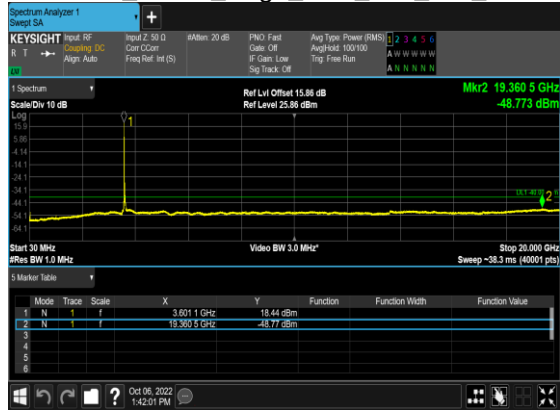 Spectrum Analyzer 1
Swept SA
KEYSIGHT Input: RF Input Z: 50 Ω #Atten: 20 dB PNO: Fast Avg Type: Power (RMS) 1 2 3 4 5 6
R T Coupling: DC Corr CCorr Gate: Off Avg|Hold: 100/100 A W W W W W
Align: Auto Freq Ref: Int (S) IF Gain: Low Trig: Free Run
Sig Track: Off A N N N N N
1 Spectrum Ref Lvl Offset 15.86 dB Mkr2 19.360 5 GHz
Scale/Div 10 dB Ref Level 25.86 dBm -48.773 dBm
Log
15.9
5.86
-4.14
-14.1
-24.1
-34.1
-44.1
-54.1
-64.1
1
2
Start 30 MHz Video BW 3.0 MHz* Stop 20.000 GHz
#Res BW 1.0 MHz Sweep ~38.3 ms (40001 pts)
5 Marker Table
Mode Trace Scale X Y Function Function Width Function Value
1 N 1 f 3.601 1 GHz 18.44 dBm
2 N 1 f 19.360 5 GHz -48.77 dBm
3
4
5
6
Oct 06, 2022
1:42:01 PM